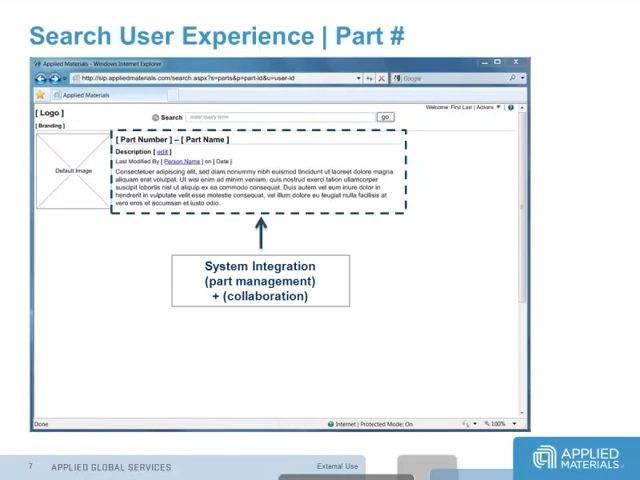 Search User Experience | Part #
Applied Materials - Windows Internet Explorer
http://sip.appliedmaterials.com/search.aspx?s=parts&p=part-id&u=user-id
Google
Applied Materials
Welcome: First Last | Actions
[ Logo ]
Search
enter query term
go
[ Branding ]
[ Part Number ] – [ Part Name ]
Description [ edit ]
Last Modified By [ Person Name ] on [ Date ]
Default Image
Consectetuer adipiscing elit, sed diam nonummy nibh euismod tincidunt ut laoreet dolore magna
aliquam erat volutpat. Ut wisi enim ad minim veniam, quis nostrud exerci tation ullamcorper
suscipit lobortis nisl ut aliquip ex ea commodo consequat. Duis autem vel eum iriure dolor in
hendrerit in vulputate velit esse molestie consequat, vel illum dolore eu feugiat nulla facilisis at
vero eros et accumsan et iusto odio.
System Integration
(part management)
+ (collaboration)
Done
Internet | Protected Mode: On
100%
7
APPLIED GLOBAL SERVICES
External Use
APPLIED
MATERIALS